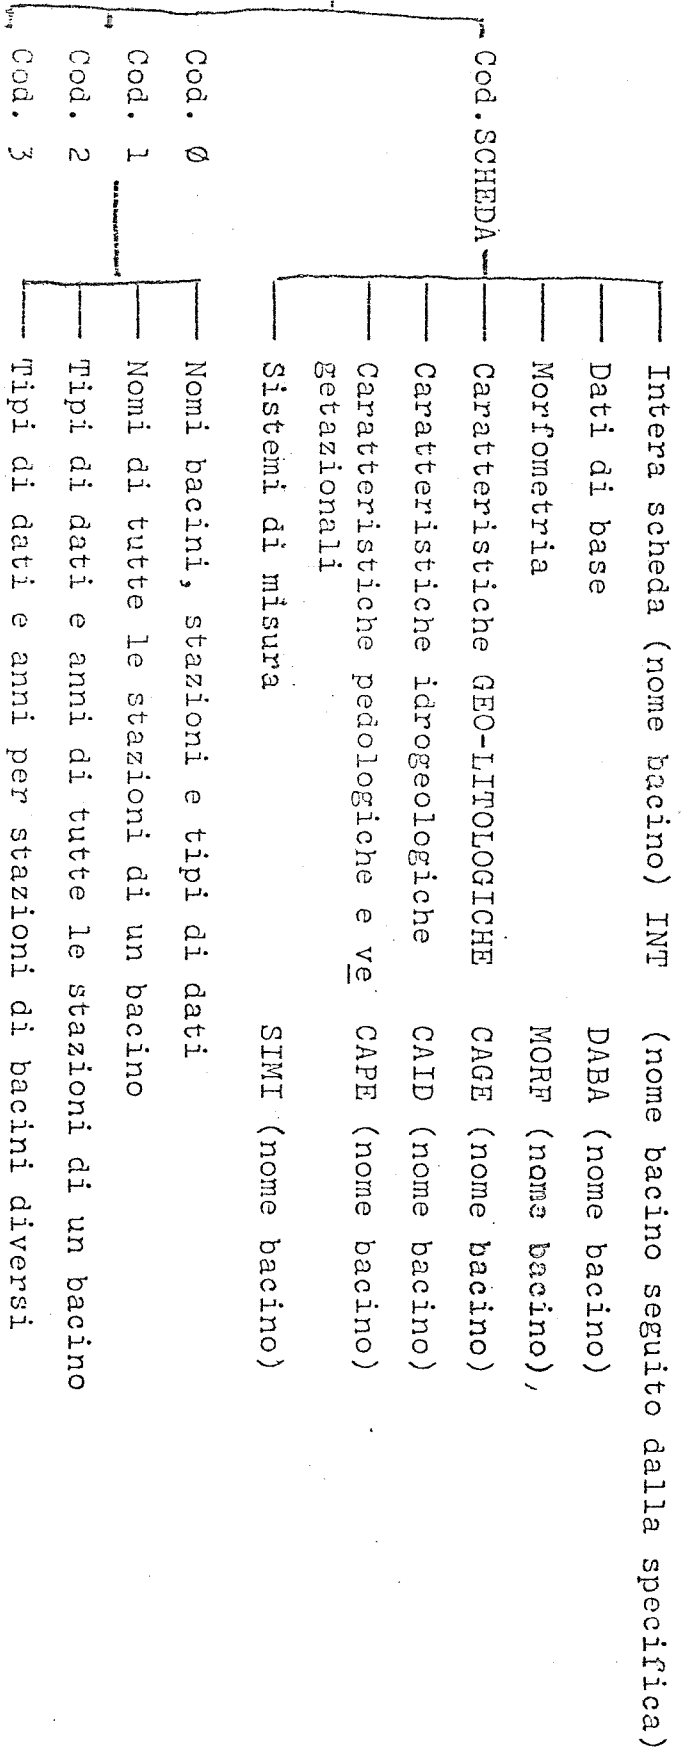 Intera scheda (nome bacino) INT (nome bacino seguito dalla specifica)
Dati di base DABA (nome bacino)
Morfometria MORF (nome bacino),
Cod.SCHEDA Caratteristiche GEO-LITOLOGICHE CAGE (nome bacino)
Caratteristiche idrogeologiche CAID (nome bacino)
Caratteristiche pedologiche e ve CAPE (nome bacino)
getazionali
Sistemi di misura SIMI (nome bacino)
Cod. Ø Nomi bacini, stazioni e tipi di dati
Cod. 1 Nomi di tutte le stazioni di un bacino
Cod. 2 Tipi di dati e anni di tutte le stazioni di un bacino
Cod. 3 Tipi di dati e anni per stazioni di bacini diversi